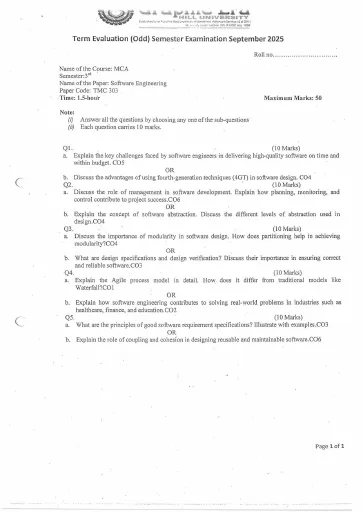 Graphic Era
HILL UNIVERSITY
Term Evaluation (Odd) Semester Examination September 2025
Roll no..............................
Name of the Course: MCA
Semester:3rd
Name of the Paper: Software Engineering
Paper Code: TMC 303
Time: 1.5-hour Maximum Marks: 50
Note:
(i) Answer all the questions by choosing any one of the sub-questions
(ii) Each question carries 10 marks.
Q1. (10 Marks)
a. Explain the key challenges faced by software engineers in delivering high-quality software on time and
within budget. CO5
OR
b. Discuss the advantages of using fourth-generation techniques (4GT) in software design. CO4
Q2. (10 Marks)
a. Discuss the role of management in software development. Explain how planning, monitoring, and
control contribute to project success.CO6
OR
b. Explain the concept of software abstraction. Discuss the different levels of abstraction used in
design.CO4
Q3. (10 Marks)
a. Discuss the importance of modularity in software design. How does partitioning help in achieving
modularity?CO4
OR
b. What are design specifications and design verification? Discuss their importance in ensuring correct
and reliable software.CO3
Q4. (10 Marks)
a. Explain the Agile process model in detail. How does it differ from traditional models like
Waterfall?CO1
OR
b. Explain how software engineering contributes to solving real-world problems in industries such as
healthcare, finance, and education.CO2
Q5. (10 Marks)
a. What are the principles of good software requirement specifications? Illustrate with examples.CO3
OR
b. Explain the role of coupling and cohesion in designing reusable and maintainable software.CO6
Page 1 of 1